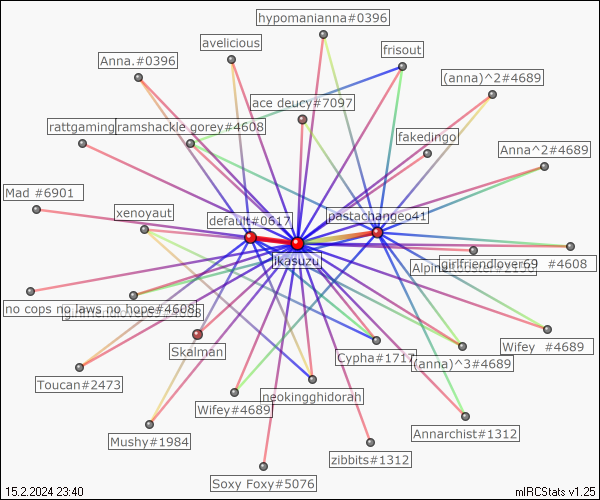 hypomanianna#0396
avelicious
frisout
Anna.#0396
(anna)^2#4689
ace deucy#7097
rattgaming
ramshackle gorey#4608
fakedingo
Anna^2#4689
Mad #6901
xenoyaut
default#0617
pastachangeo41
ikasuzu
girlfriendlover69 #4608
no cops no laws no hope#4608
Skalman
Wifey #4689
Cypha#1717
(anna)^3#4689
Toucan#2473
neokingghidorah
Wifey#4689
Annarchist#1312
Mushy#1984
zibbits#1312
Soxy Foxy#5076
15.2.2024 23:40
mIRCStats v1.25